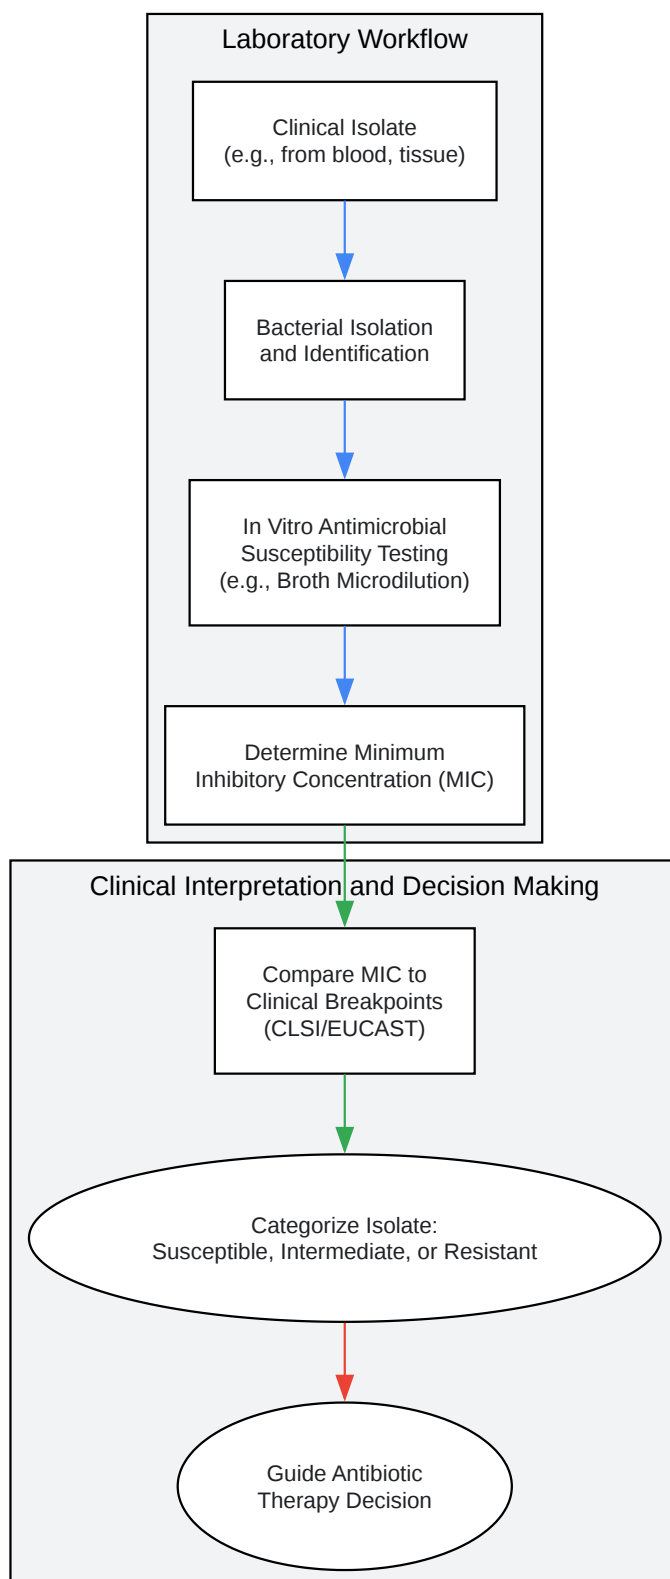 Laboratory Workflow
Clinical Isolate
(e.g., from blood, tissue)
Bacterial Isolation
and Identification
In Vitro Antimicrobial
Susceptibility Testing
(e.g., Broth Microdilution)
Determine Minimum
Inhibitory Concentration (MIC)
Clinical Interpretation and Decision Making
Compare MIC to
Clinical Breakpoints
(CLSI/EUCAST)
Categorize Isolate:
Susceptible, Intermediate, or Resistant
Guide Antibiotic
Therapy Decision